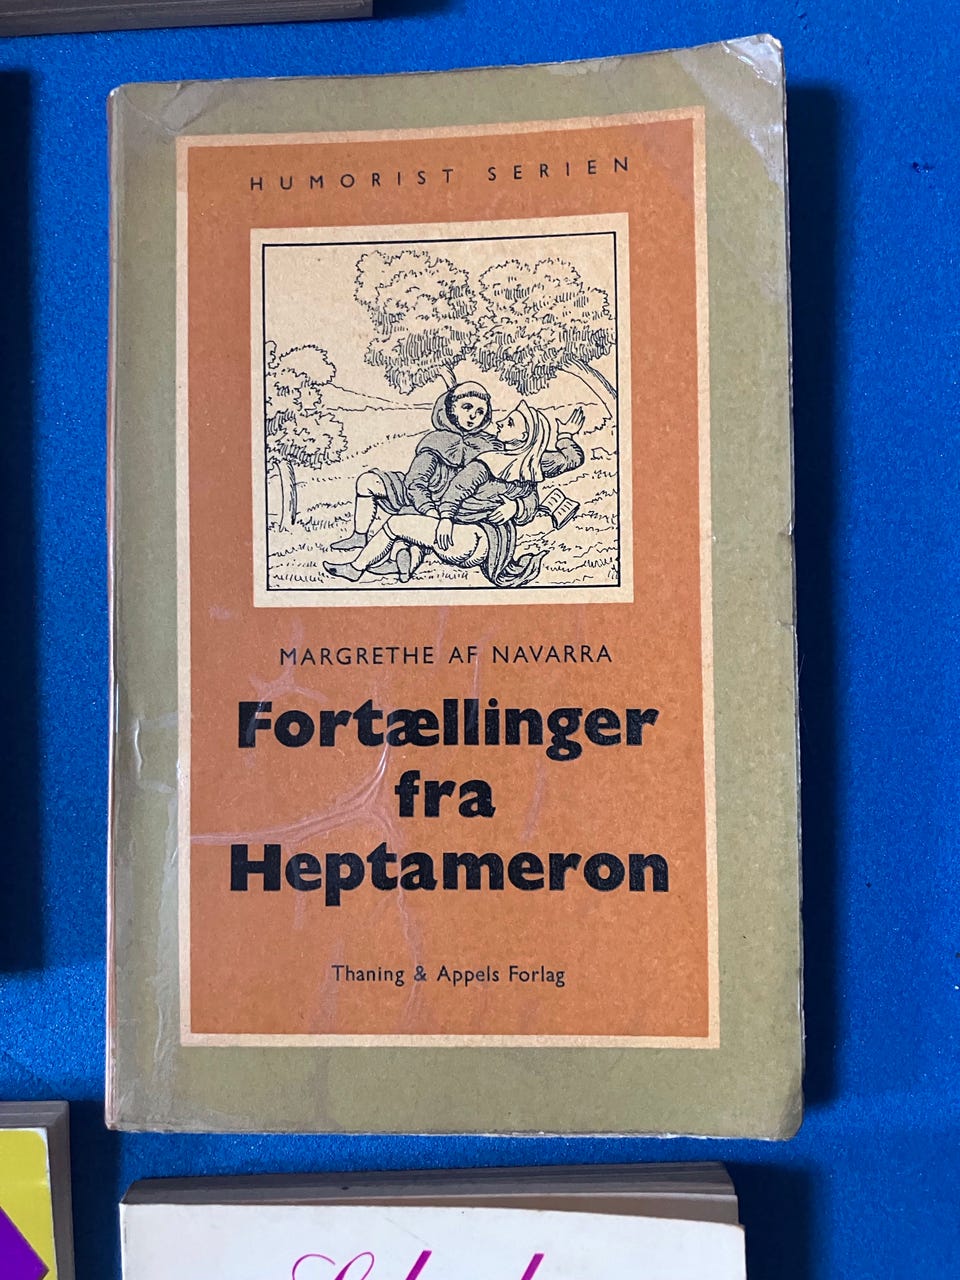 HUMORIST SERIEN
MARGRETHE AF NAVARRA
Fortællinger
fra
Heptameron
Thaning & Appels Forlag